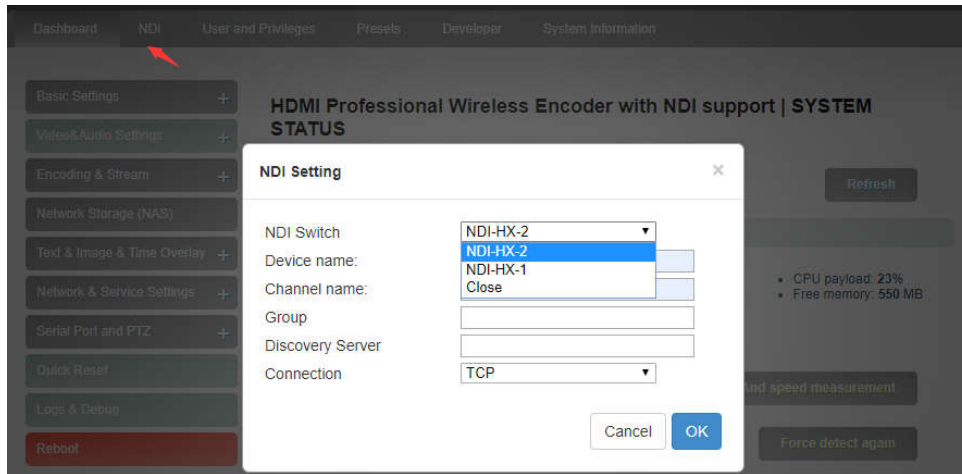 Dashboard NDI User and Privileges Presets Developer System Information
Basic Settings +
Video&Audio Settings +
Encoding & Stream +
Network Storage (NAS)
Text & Image & Time Overlay +
Network & Service Settings +
Serial Port and PTZ +
Quick Reset
Logs & Debug
Reboot
HDMI Professional Wireless Encoder with NDI support | SYSTEM
STATUS
Refresh
CPU payload: 23%
Free memory: 550 MB
And speed measurement
Force detect again
NDI Setting ×
NDI Switch NDI-HX-2
NDI-HX-2
NDI-HX-1
Close
Device name:
Channel name:
Group
Discovery Server
Connection TCP
Cancel OK